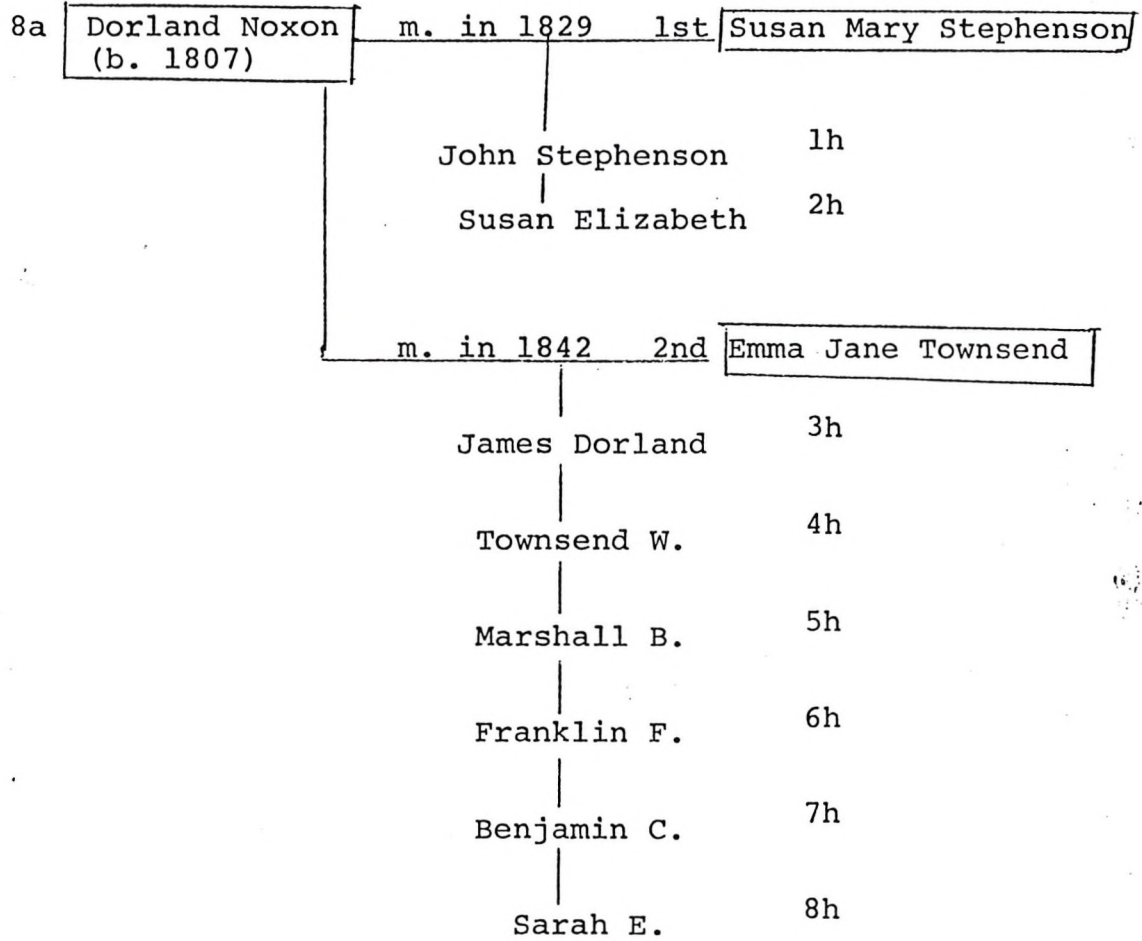 8a Dorland Noxon m. in 1829 1st Susan Mary Stephenson
(b. 1807)
John Stephenson 1h
Susan Elizabeth 2h
m. in 1842 2nd Emma Jane Townsend
James Dorland 3h
Townsend W. 4h
Marshall B. 5h
Franklin F. 6h
Benjamin C. 7h
Sarah E. 8h